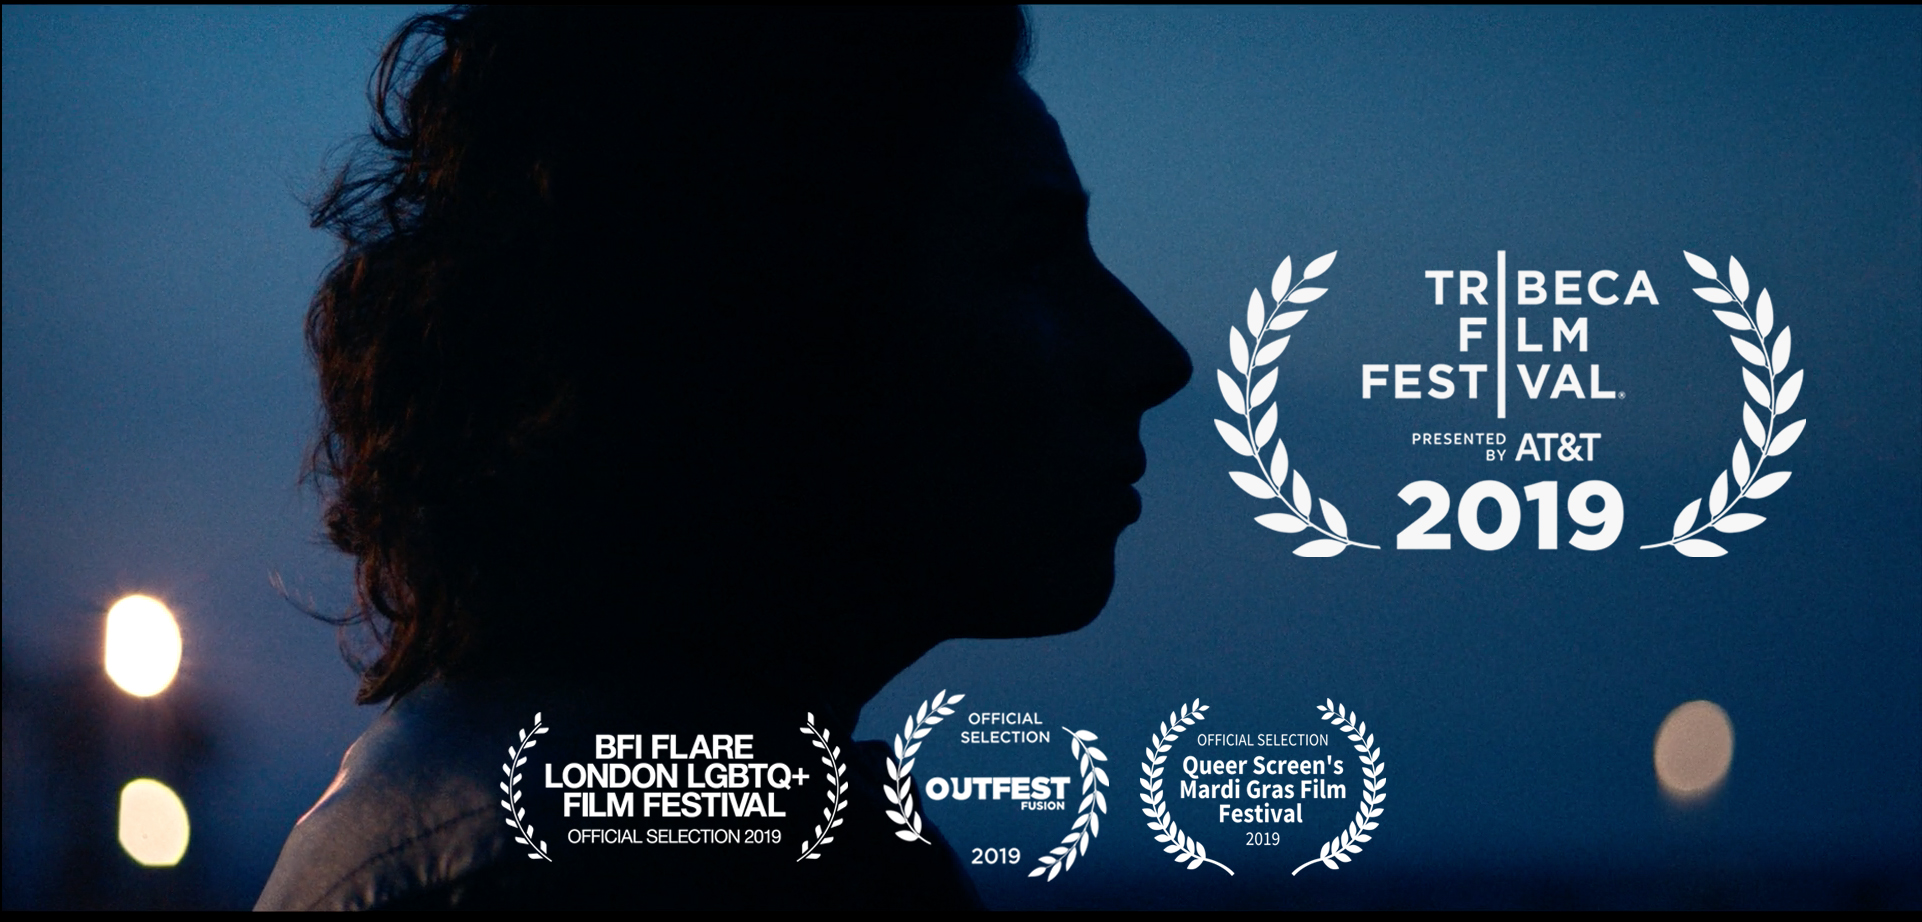 TRIBECA
FILM
FESTIVAL®
PRESENTED
BY AT&T
2019
BFI FLARE
LONDON LGBTQ+
FILM FESTIVAL
OFFICIAL SELECTION 2019
OFFICIAL
SELECTION
OUTFEST
FUSION
2019
OFFICIAL SELECTION
Queer Screen's
Mardi Gras Film
Festival
2019